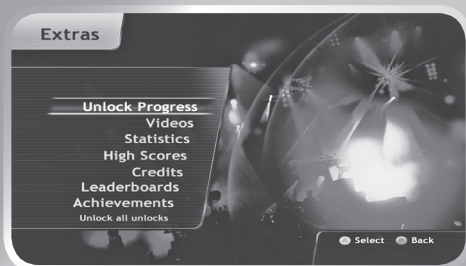 Extras
Unlock Progress
Videos
Statistics
High Scores
Credits
Leaderboards
Achievements
Unlock all unlocks
Select Back